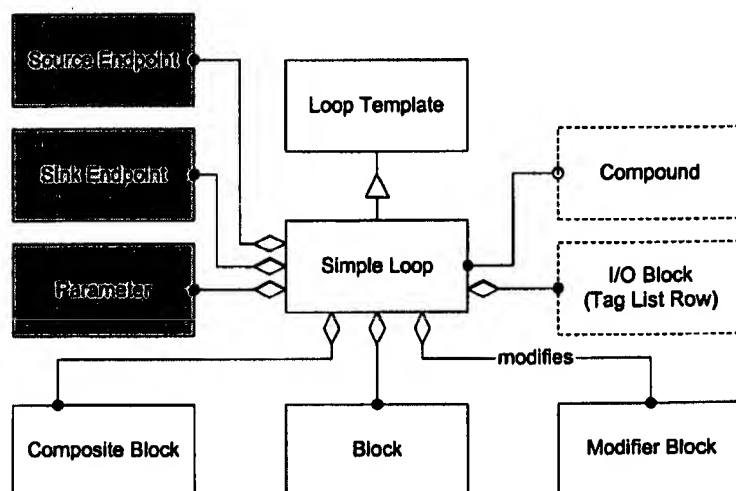 Source Endpoint
Loop Template
Sink Endpoint
Compound
Parameter
Simple Loop
I/O Block
(Tag List Row)
modifies
Composite Block
Block
Modifier Block